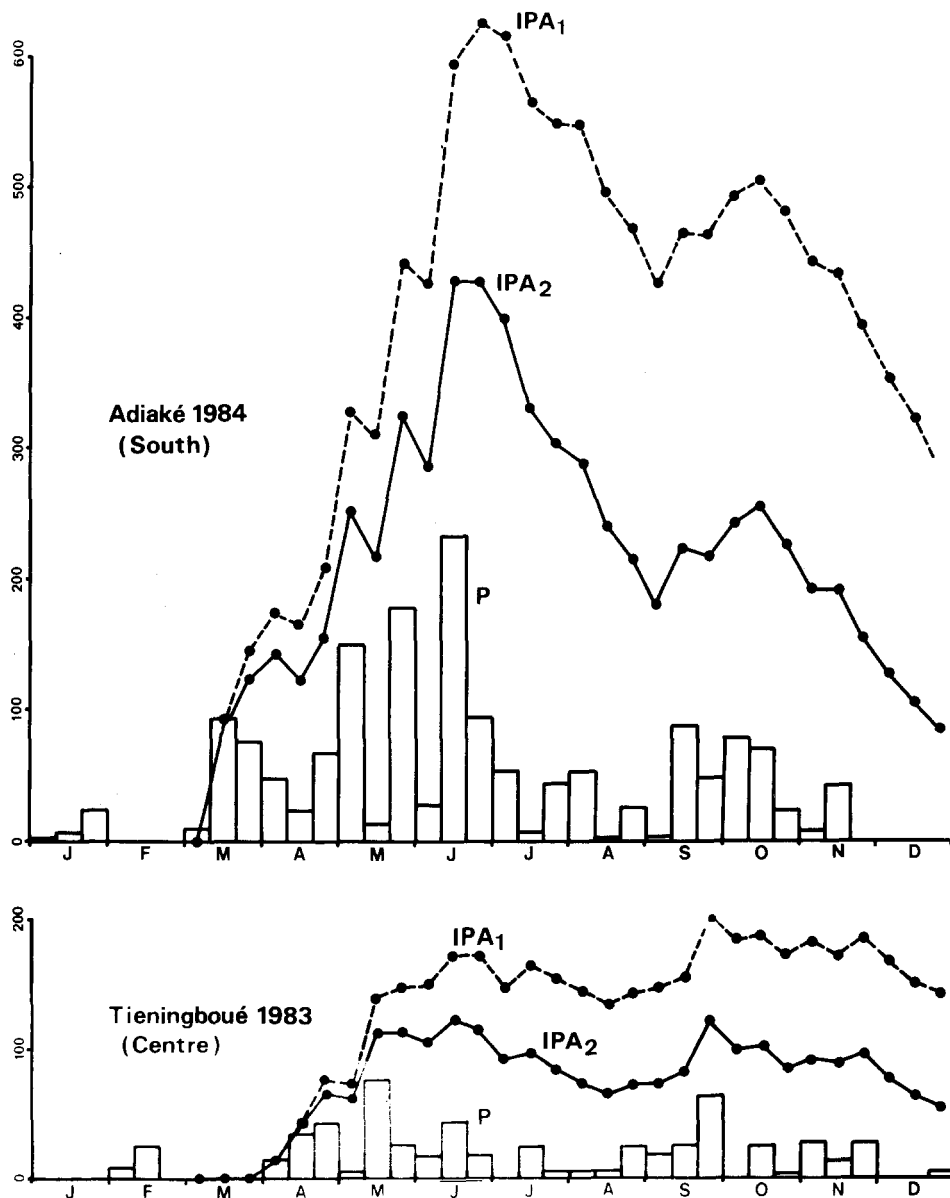 600
500
400
300
200
100
0
IPA1
IPA2
Adiaké 1984
(South)
P
J F M A M J J A S O N D
200
100
0
IPA1
Tieningboué 1983
(Centre)
IPA2
P
J F M A M J J A S O N D